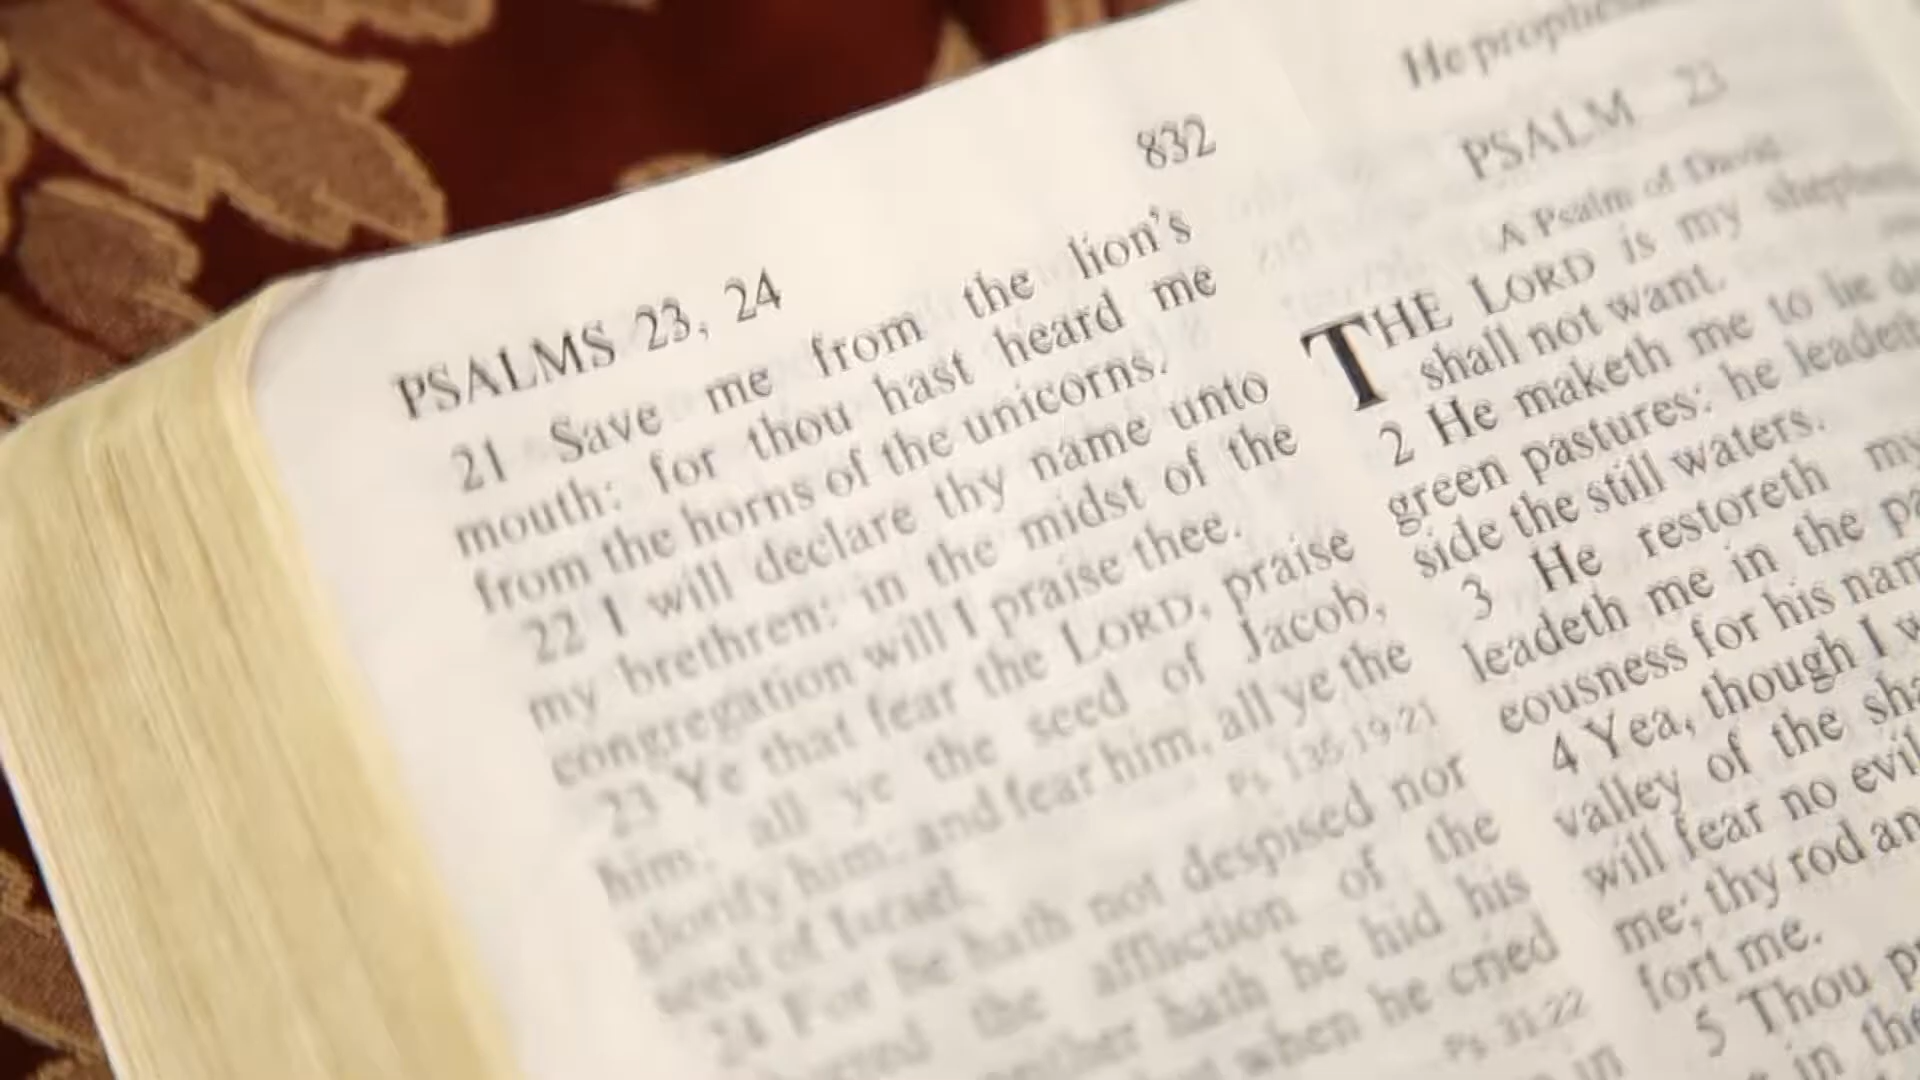 PSALMS 23, 24
832
21 Save me from the lion's
mouth: for thou hast heard me
from the horns of the unicorns.
22 I will declare thy name unto
my brethren: in the midst of the
congregation will I praise thee.
23 Ye that fear the LORD, praise
him; all ye the seed of Jacob,
glorify him; and fear him, all ye the
seed of Israel.
Ps 135:19-21
24 For he hath not despised nor
the affliction of the
hath he hid his
when he cried
Ps 31:22
in
PSALM 23
A Psalm of David.
THE LORD is my
shall not want.
2 He maketh me to lie
green pastures: he leadeth
side the still waters.
3 He restoreth my
leadeth me in the
eousness for his
4 Yea, though I
valley of the
will fear no evil
me; thy rod
fort me.
5 Thou
in the